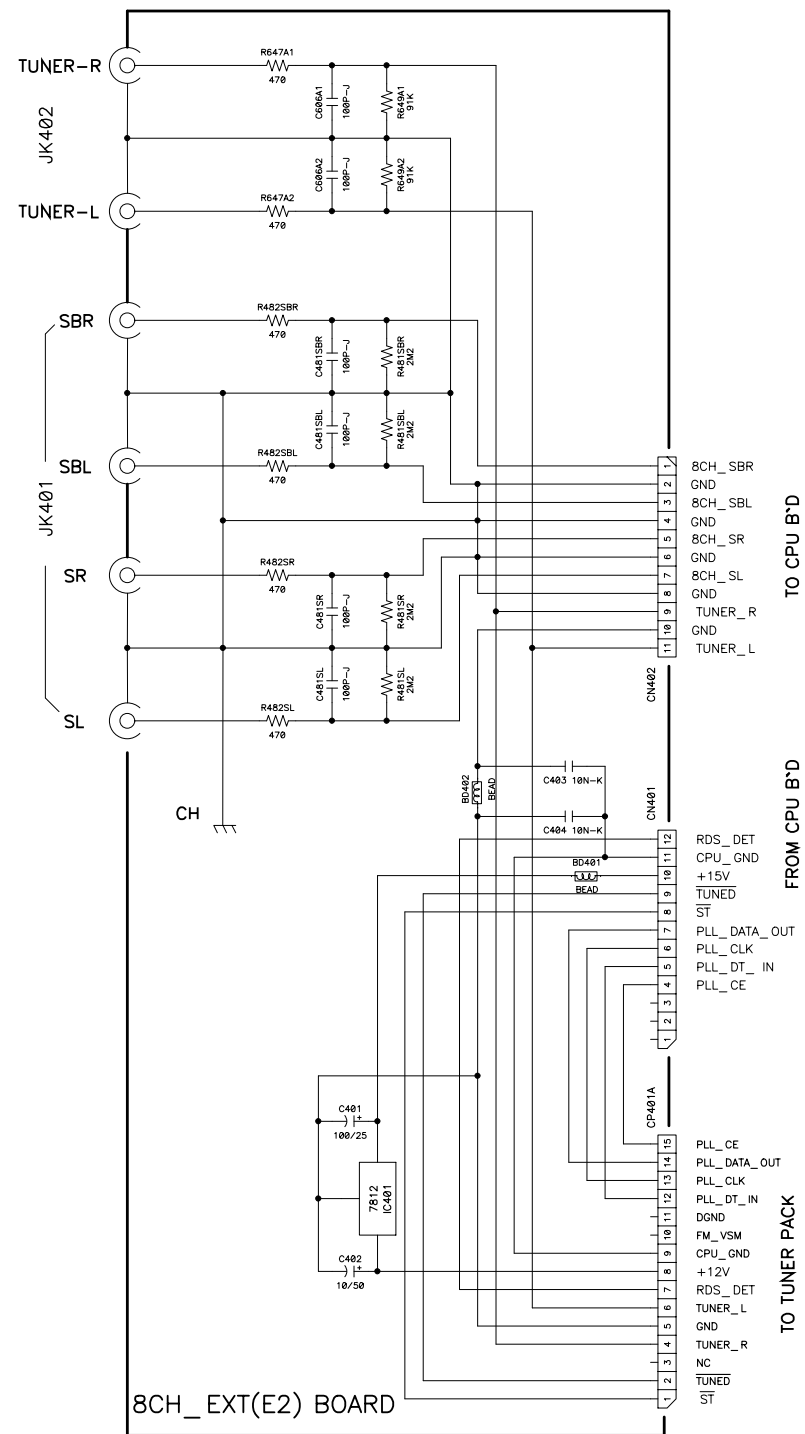 TUNER-R
R647A1
470
C606A1
100P-J
R649A1
91K
JK402
C606A2
100P-J
R649A2
91K
TUNER-L
R647A2
470
SBR
R482SBR
470
C481SBR
100P-J
R481SBR
2M2
C481SBL
100P-J
R481SBL
2M2
SBL
R482SBL
470
JK401
SR
R482SR
470
C481SR
100P-J
R481SR
2M2
C481SL
100P-J
R481SL
2M2
SL
R482SL
470
CH
1 8CH_SBR
2 GND
3 8CH_SBL
4 GND
5 8CH_SR
6 GND
7 8CH_SL
8 GND
9 TUNER_R
10 GND
11 TUNER_L
TO CPU B`D
CN402
BD402
BEAD
C403 10N-K
C404 10N-K
BD401
BEAD
CN401
FROM CPU B`D
12 RDS_DET
11 CPU_GND
10 +15V
9 TUNED
8 ST
7 PLL_DATA_OUT
6 PLL_CLK
5 PLL_DT_ IN
4 PLL_CE
3
2
1
C401
+
100/25
7812
IC401
C402
+
10/50
CP401A
15 PLL_CE
14 PLL_DATA_OUT
13 PLL_CLK
12 PLL_DT_IN
11 DGND
10 FM_VSM
9 CPU_GND
8 +12V
7 RDS_DET
6 TUNER_L
5 GND
4 TUNER_R
3 NC
2 TUNED
1 ST
TO TUNER PACK
8CH_EXT(E2) BOARD